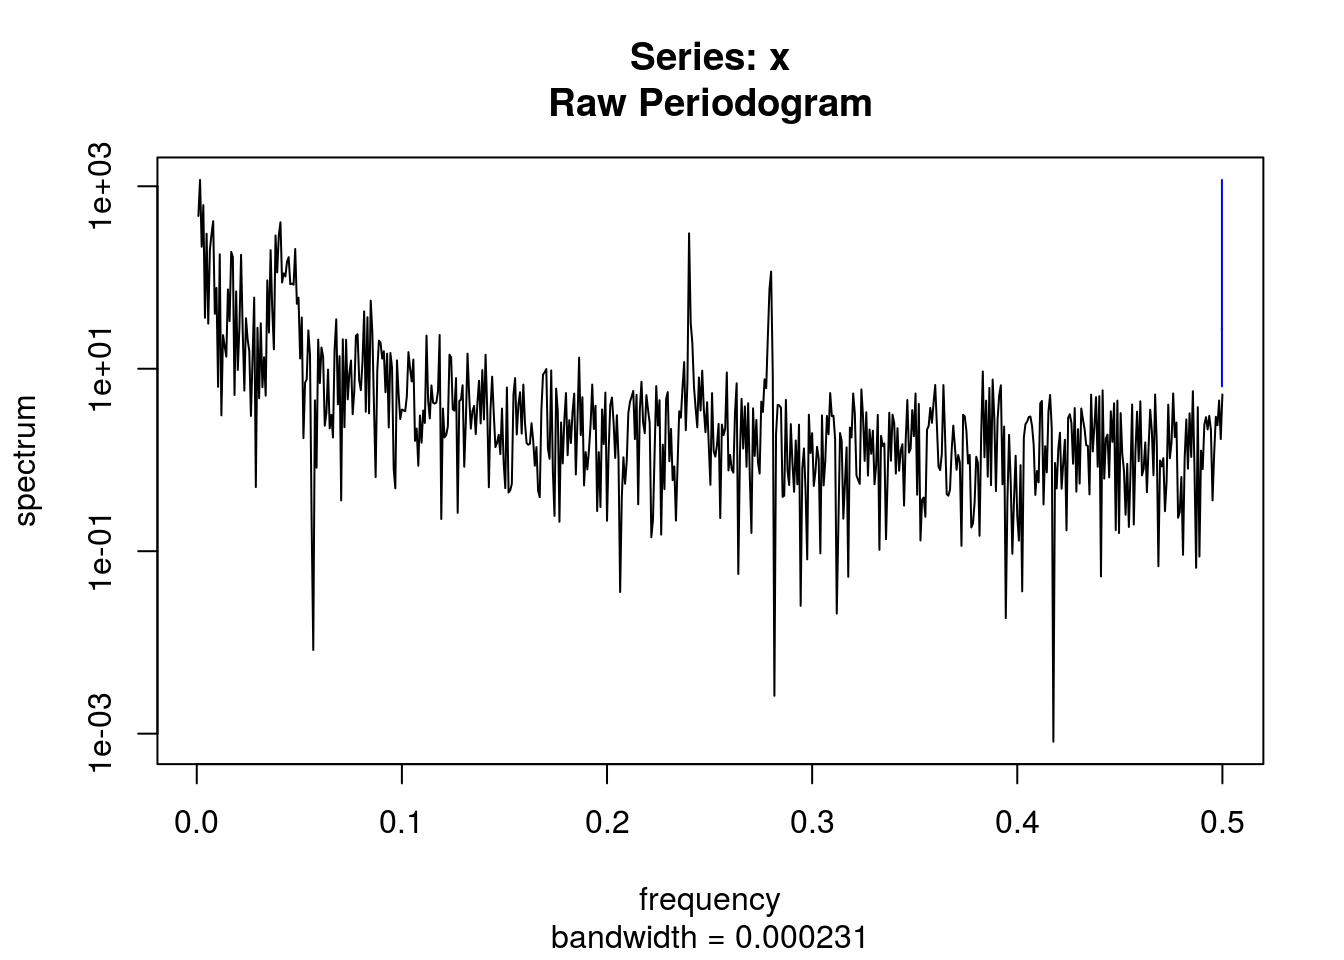 Series: x
Raw Periodogram
spectrum
1e+03
1e+01
1e-01
1e-03
0.0 0.1 0.2 0.3 0.4 0.5
frequency
bandwidth = 0.000231